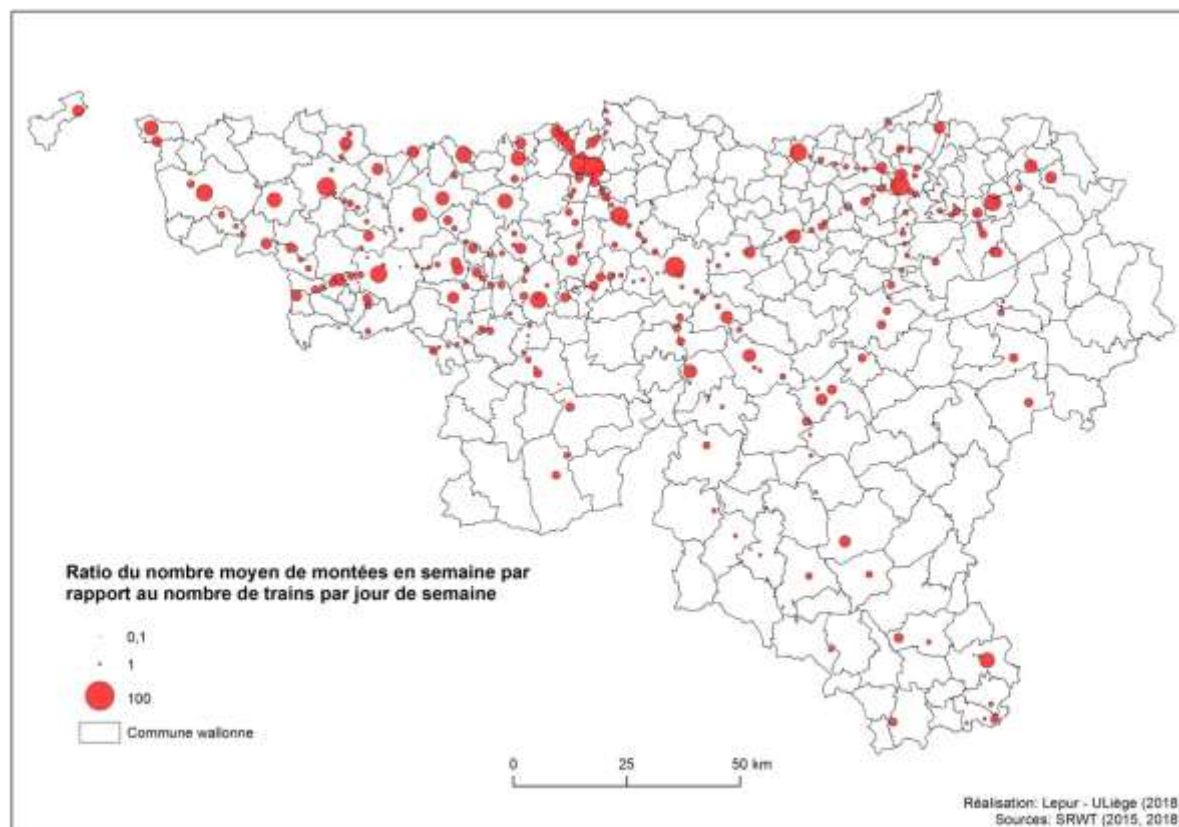 Ratio du nombre moyen de montées en semaine par
rapport au nombre de trains par jour de semaine
0,1
1
100
Commune wallonne
0 25 50 km
Réalisation: Lepur - ULiège (2018
Sources: SRWT (2015, 2018